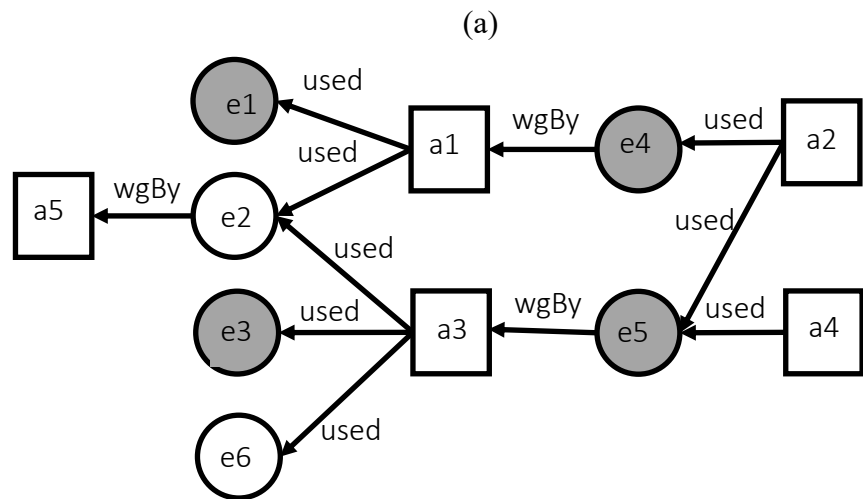 (a)
used
e1
used
a1
wgBy
e4
used
a2
a5
wgBy
e2
used
used
e3
used
a3
wgBy
e5
used
a4
used
e6